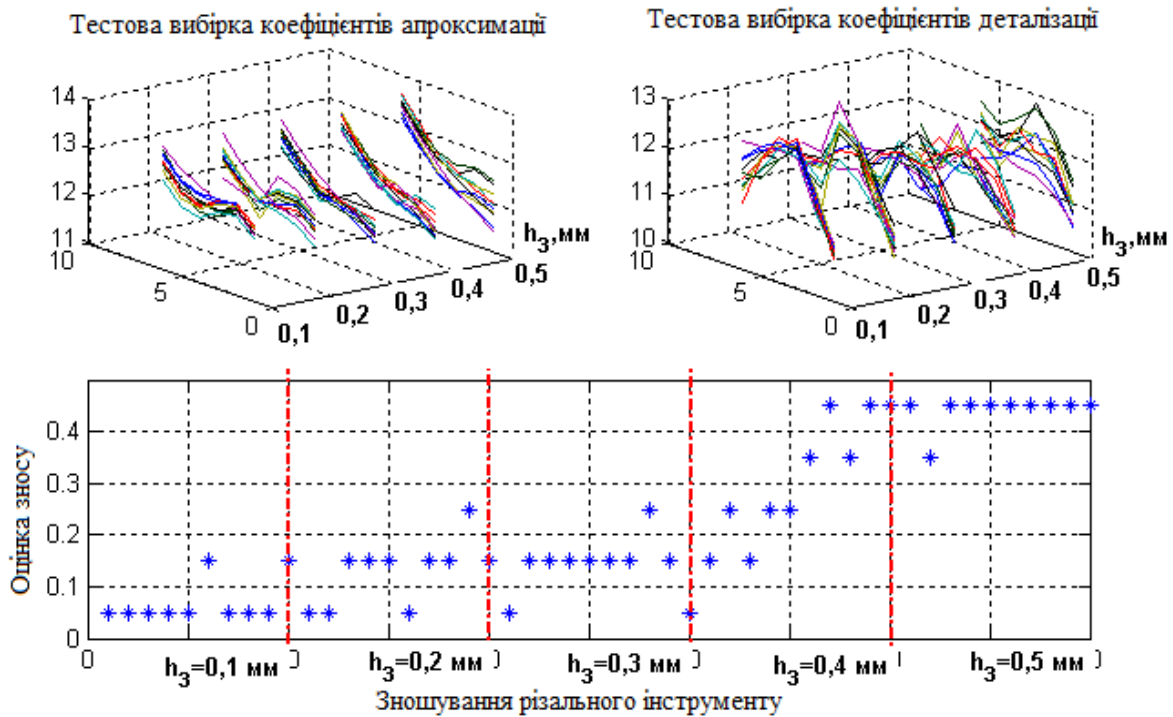 Тестова вибірка коефіцієнтів апроксимації
Тестова вибірка коефіцієнтів деталізації
14
13
12
11
10
5
0
0,1
0,2
0,3
0,4
0,5
h3,мм
13
12
11
10
10
5
0
0,1
0,2
0,3
0,4
0,5
h3,мм
Оцінка зносу
0.4
0.3
0.2
0.1
0
0
h3=0,1 мм
h3=0,2 мм
h3=0,3 мм
h3=0,4 мм
h3=0,5 мм
Зношування різального інструменту